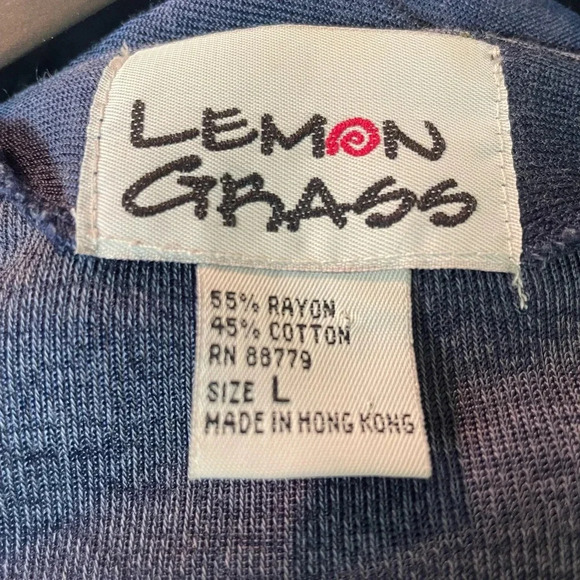 LEMON
GRASS
55% RAYON
45% COTTON
RN 88779
SIZE L
MADE IN HONG KONG